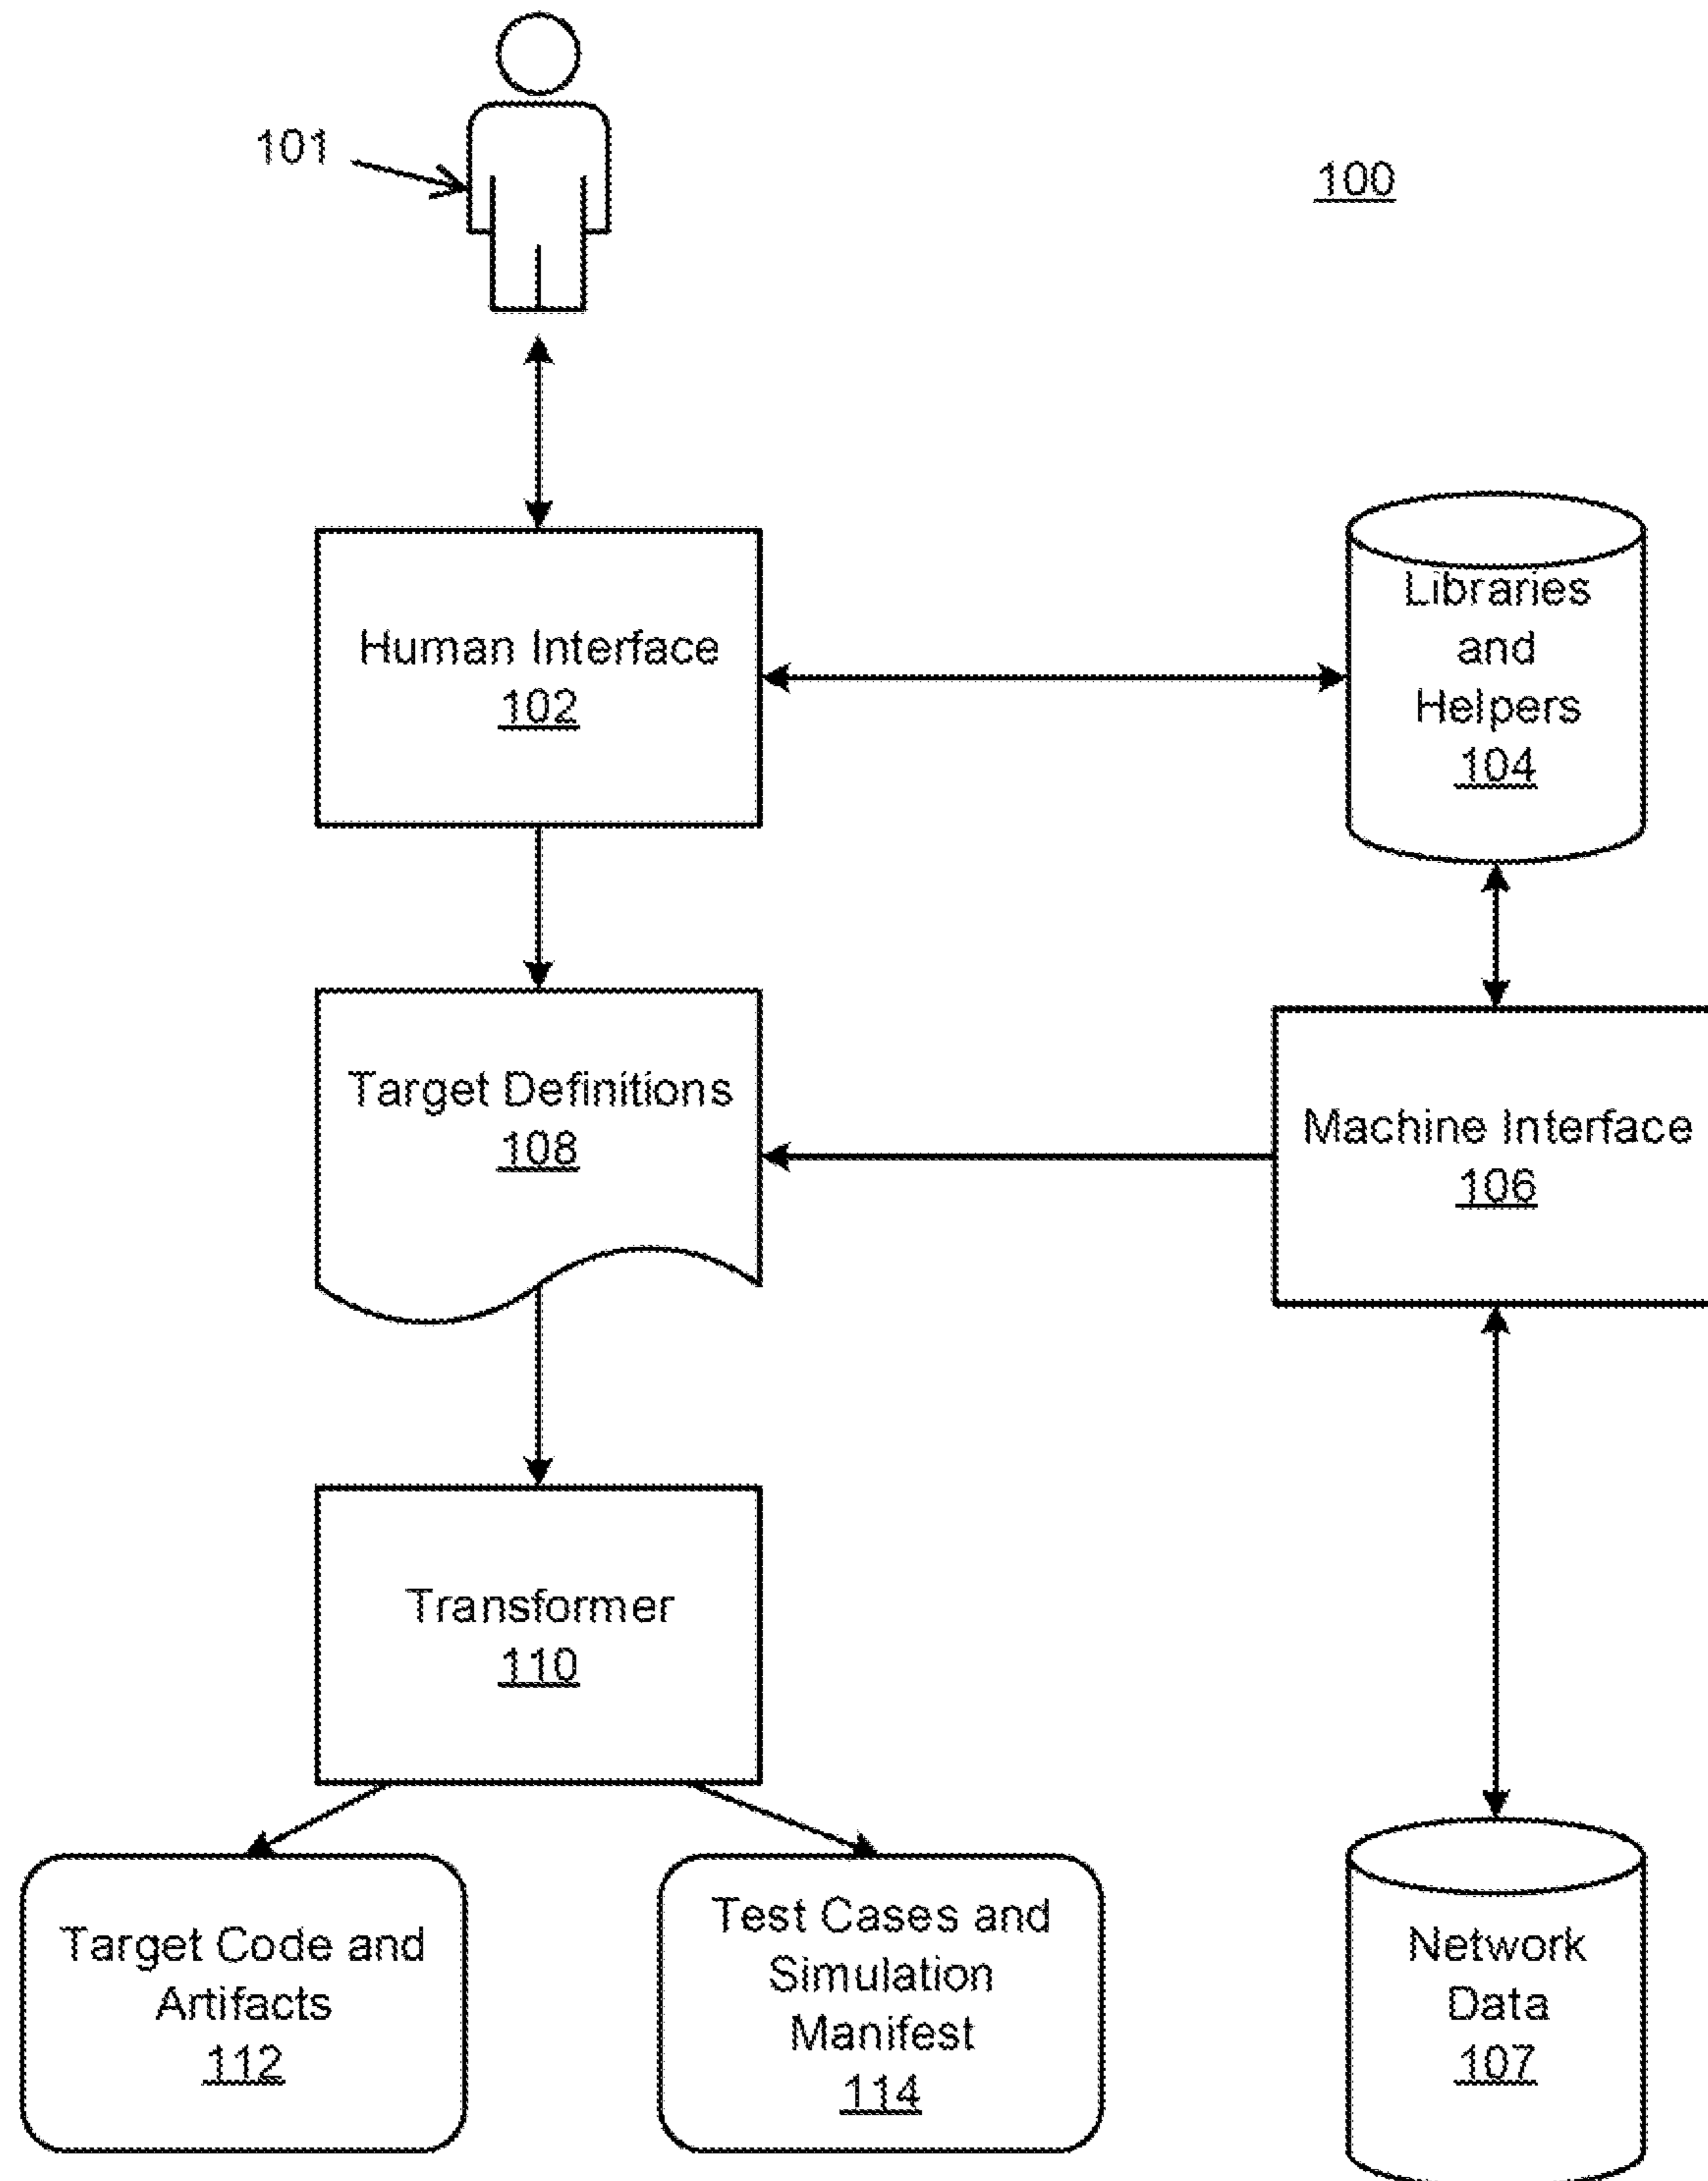 101
100
Human Interface
102
Libraries
and
Helpers
104
Target Definitions
108
Machine Interface
106
Transformer
110
Target Code and
Artifacts
112
Test Cases and
Simulation
Manifest
114
Network
Data
107